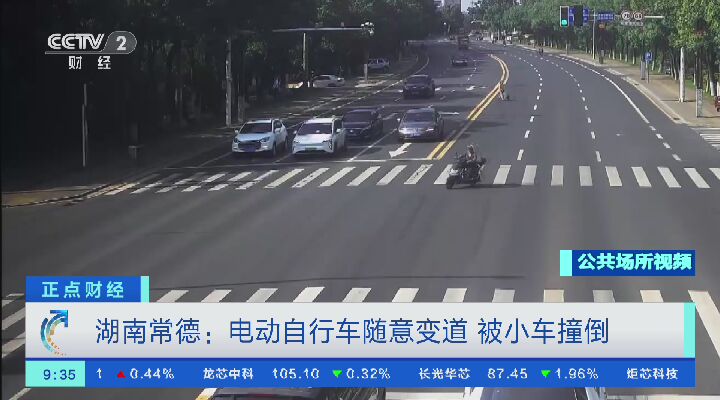 CCTV 2
财经
公共场所视频
正点财经
湖南常德：电动自行车随意变道 被小车撞倒
9:35 1 ▲ 0.44% 龙芯中科 105.10 ▼ 0.32% 长光华芯 87.45 ▼ 1.96% 炬芯科技